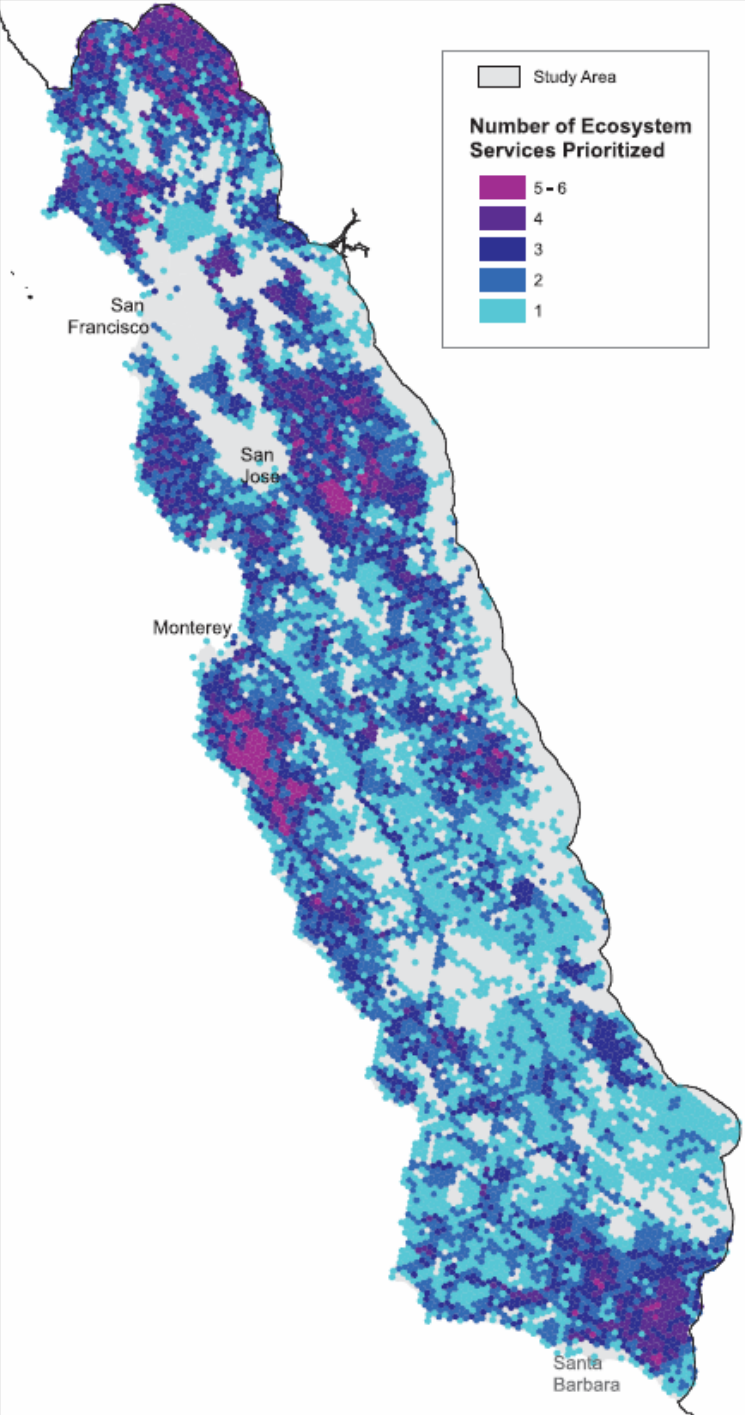 Study Area
Number of Ecosystem
Services Prioritized
5 – 6
4
3
2
1
San
Francisco
San
Jose
Monterey
Santa
Barbara